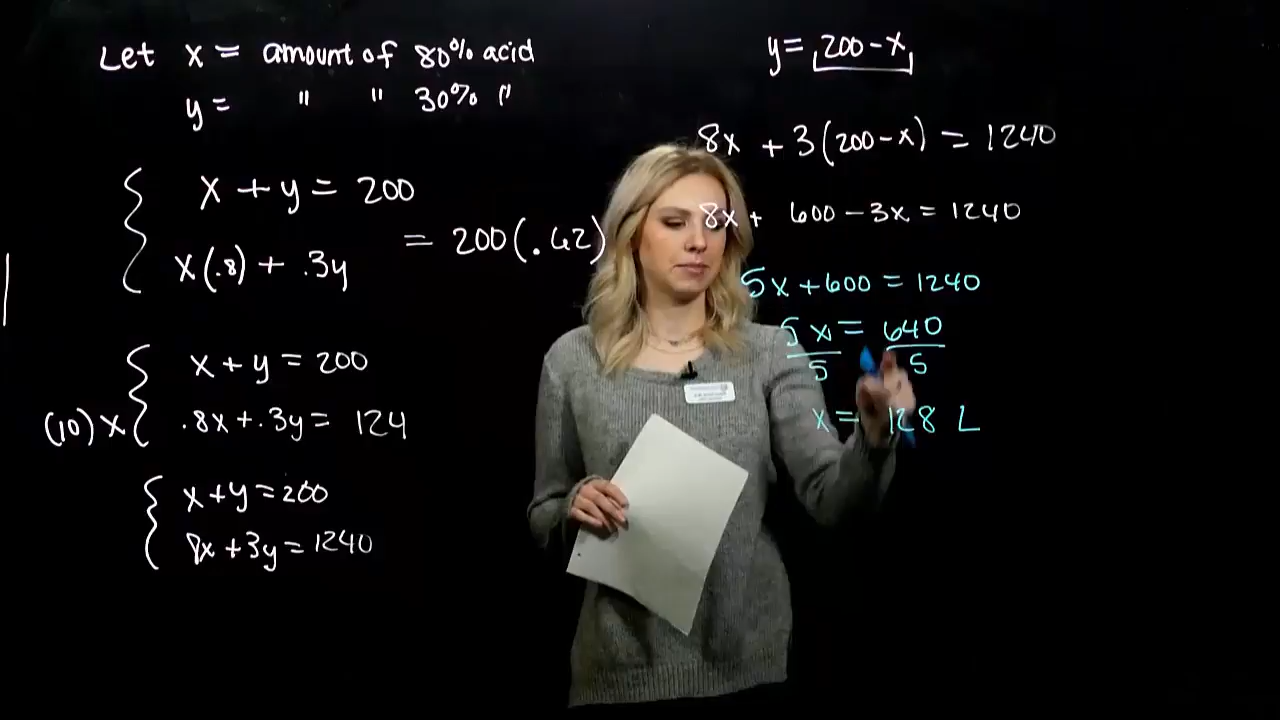 Let x = amount of 80% acid
y = " " 30% "
x + y = 200
x(.8) + .3y = 200(.62)
x + y = 200
(10) x .8x + .3y = 124
x + y = 200
8x + 3y = 1240
y = 200 - x
8x + 3(200 - x) = 1240
8x + 600 - 3x = 1240
5x + 600 = 1240
5x = 640
5 5
x = 128 L